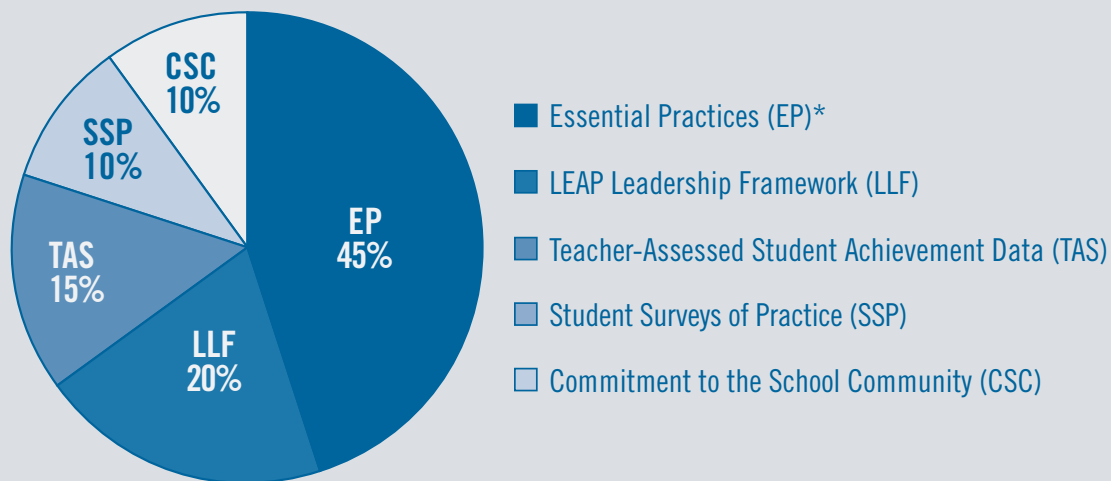 CSC
10%
SSP
10%
TAS
15%
LLF
20%
EP
45%
Essential Practices (EP)*
LEAP Leadership Framework (LLF)
Teacher-Assessed Student Achievement Data (TAS)
Student Surveys of Practice (SSP)
Commitment to the School Community (CSC)